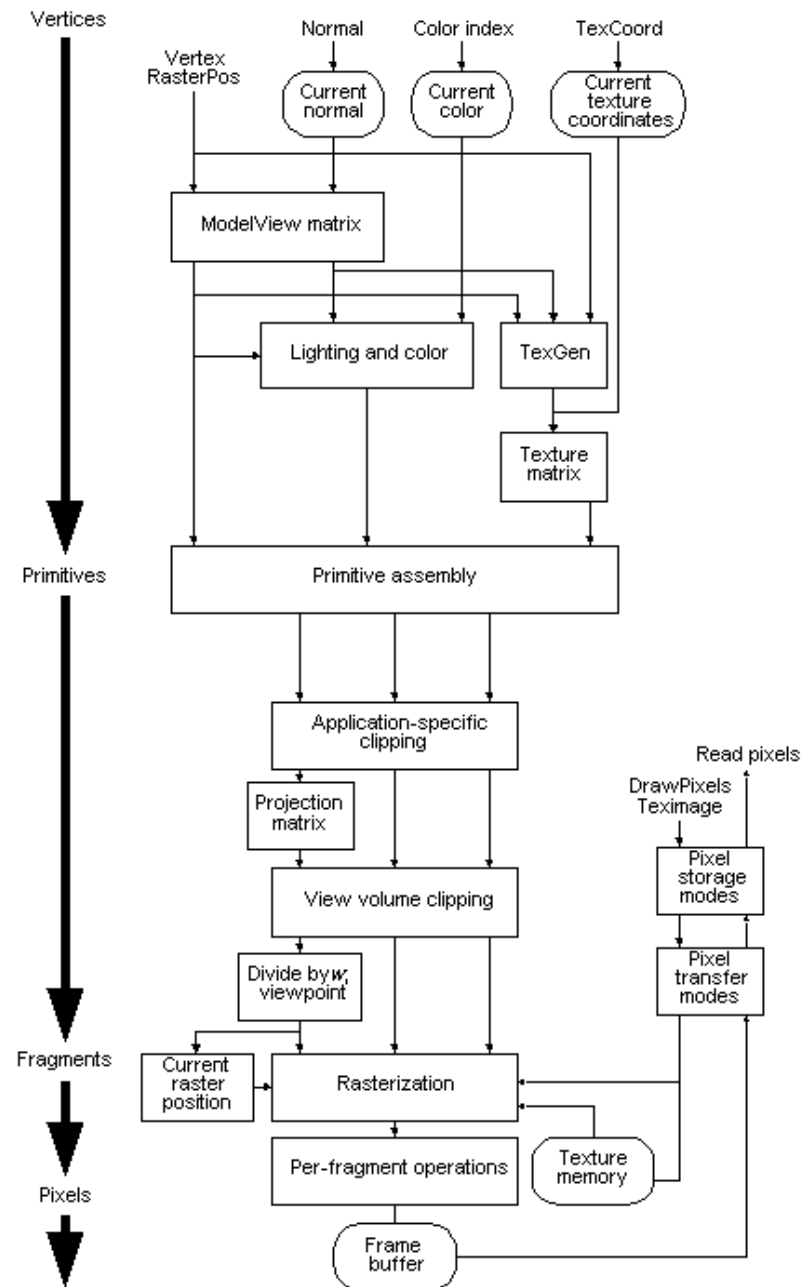 Vertices
Vertex
RasterPos
Normal
Color index
TexCoord
Current
normal
Current
color
Current
texture
coordinates
ModelView matrix
Lighting and color
TexGen
Texture
matrix
Primitives
Primitive assembly
Application-specific
clipping
Read pixels
DrawPixels
Teximage
Projection
matrix
Pixel
storage
modes
View volume clipping
Divide by w,
viewpoint
Pixel
transfer
modes
Fragments
Current
raster
position
Rasterization
Per-fragment operations
Texture
memory
Pixels
Frame
buffer